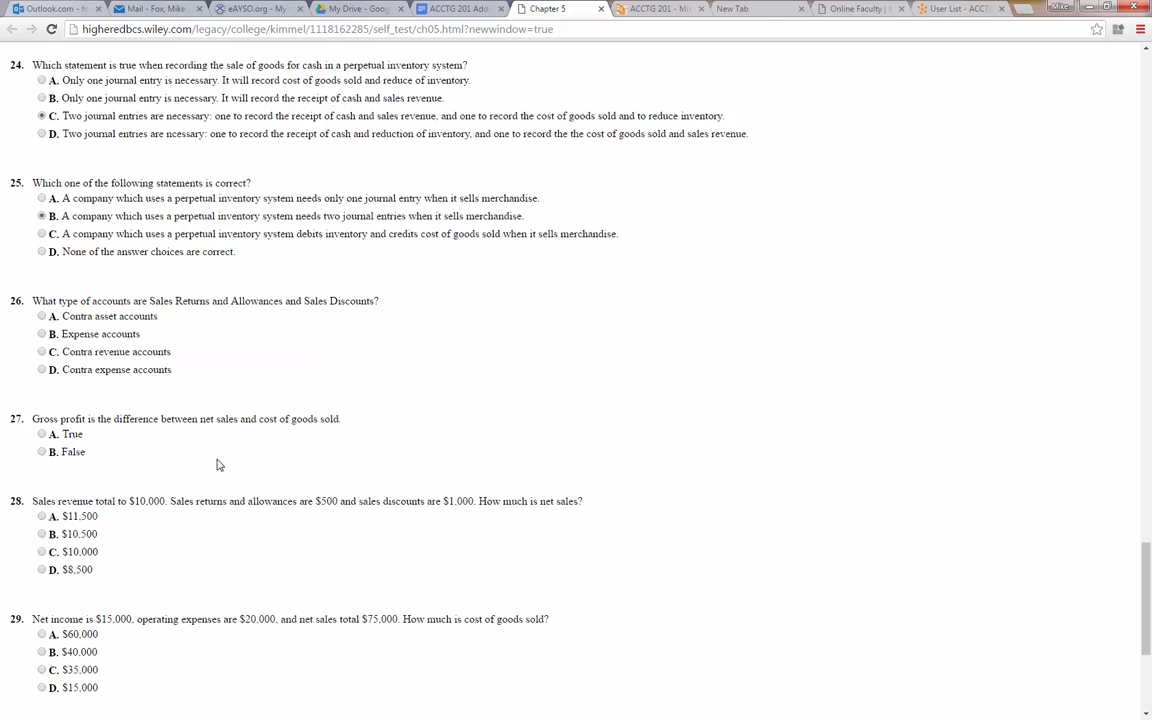 Outlook.com - fo
Mail - Fox, Mike
eAYSO.org - My
My Drive - Goog
ACCTG 201 Addi
Chapter 5
ACCTG 201 - Mi
New Tab
Online Faculty
User List - ACCT
Mike
higheredbcs.wiley.com/legacy/college/kimmel/1118162285/self_test/ch05.html?newwindow=true
24. Which statement is true when recording the sale of goods for cash in a perpetual inventory system?
A. Only one journal entry is necessary. It will record cost of goods sold and reduce of inventory.
B. Only one journal entry is necessary. It will record the receipt of cash and sales revenue.
C. Two journal entries are necessary: one to record the receipt of cash and sales revenue, and one to record the cost of goods sold and to reduce inventory.
D. Two journal entries are ncessary: one to record the receipt of cash and reduction of inventory, and one to record the the cost of goods sold and sales revenue.
25. Which one of the following statements is correct?
A. A company which uses a perpetual inventory system needs only one journal entry when it sells merchandise.
B. A company which uses a perpetual inventory system needs two journal entries when it sells merchandise.
C. A company which uses a perpetual inventory system debits inventory and credits cost of goods sold when it sells merchandise.
D. None of the answer choices are correct.
26. What type of accounts are Sales Returns and Allowances and Sales Discounts?
A. Contra asset accounts
B. Expense accounts
C. Contra revenue accounts
D. Contra expense accounts
27. Gross profit is the difference between net sales and cost of goods sold.
A. True
B. False
28. Sales revenue total to $10,000. Sales returns and allowances are $500 and sales discounts are $1,000. How much is net sales?
A. $11,500
B. $10,500
C. $10,000
D. $8,500
29. Net income is $15,000, operating expenses are $20,000, and net sales total $75,000. How much is cost of goods sold?
A. $60,000
B. $40,000
C. $35,000
D. $15,000